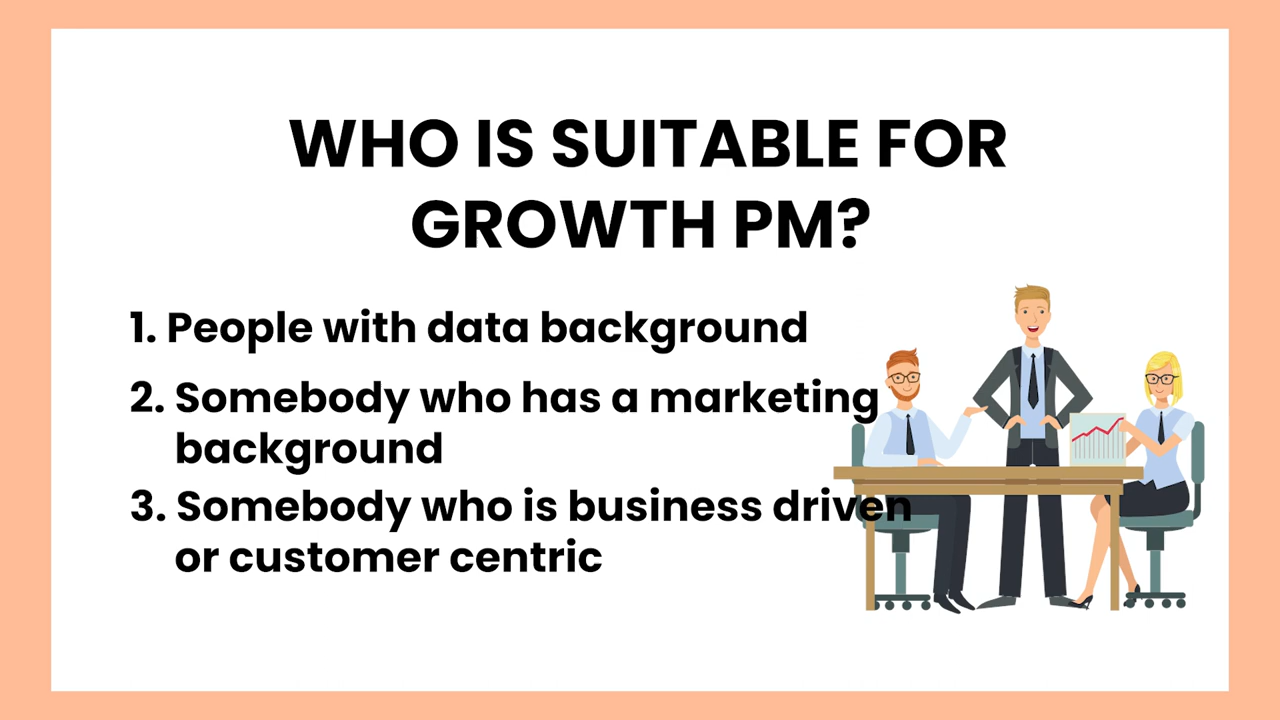 WHO IS SUITABLE FOR
GROWTH PM?
1. People with data background
2. Somebody who has a marketing
background
3. Somebody who is business driven
or customer centric